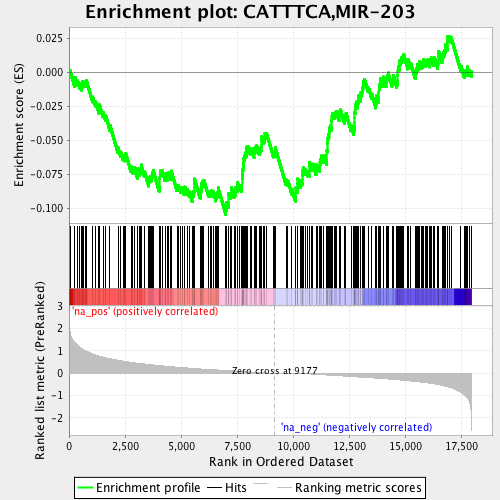 Enrichment plot: CATTTCA,MIR-203
Enrichment score (ES)
0.025
0.000
-0.025
-0.050
-0.075
-0.100
'na_pos' (positively correlated)
Ranked list metric (PreRanked)
3
2
1
0
-1
-2
Zero cross at 9177
'na_neg' (negatively correlated)
0
2,500
5,000
7,500
10,000
12,500
15,000
17,500
Rank in Ordered Dataset
Enrichment profile
Hits
Ranking metric scores